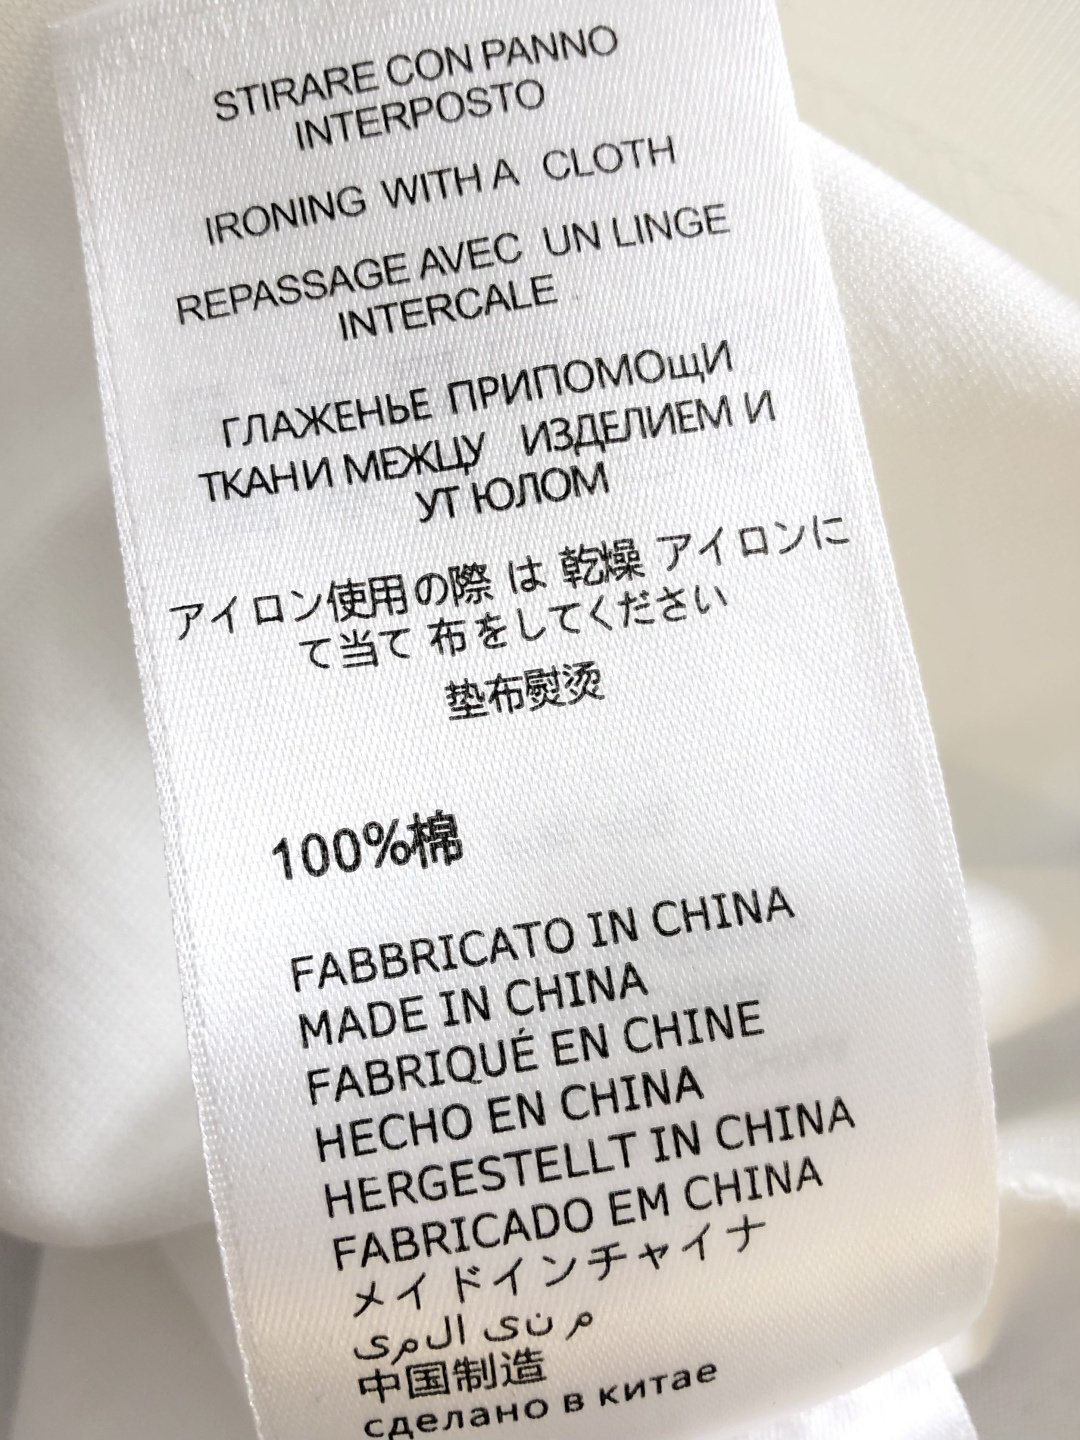 STIRARE CON PANNO
INTERPOSTO
IRONING WITH A CLOTH
REPASSAGE AVEC UN LINGE
INTERCALE
ГЛАЖЕНЬЕ ПРИПОМОщИ
ТКАНИ МЕЖЦУ ИЗДЕЛИЕМ И
УТ ЮЛОМ
アイロン使用の際 は 乾燥 アイロンに
て当て 布をしてください
垫布熨烫
100%棉
FABBRICATO IN CHINA
MADE IN CHINA
FABRIQUÉ EN CHINE
HECHO EN CHINA
HERGESTELLT IN CHINA
FABRICADO EM CHINA
メイドインチャイナ
م نى المرى
中国制造
сделано в китае